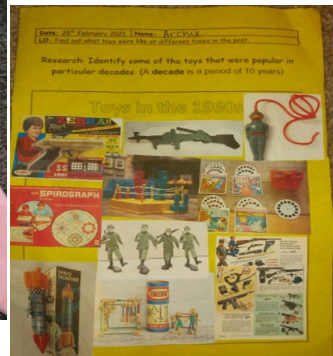 Date: 25th February 2021 Name: Archie
LO: Find out what toys were like at different times in the past.
Research: Identify some of the toys that were popular in
particular decades. (A decade is a period of 10 years)
Toys in the 1960s
SS
SPIROGRAPH
SPACE